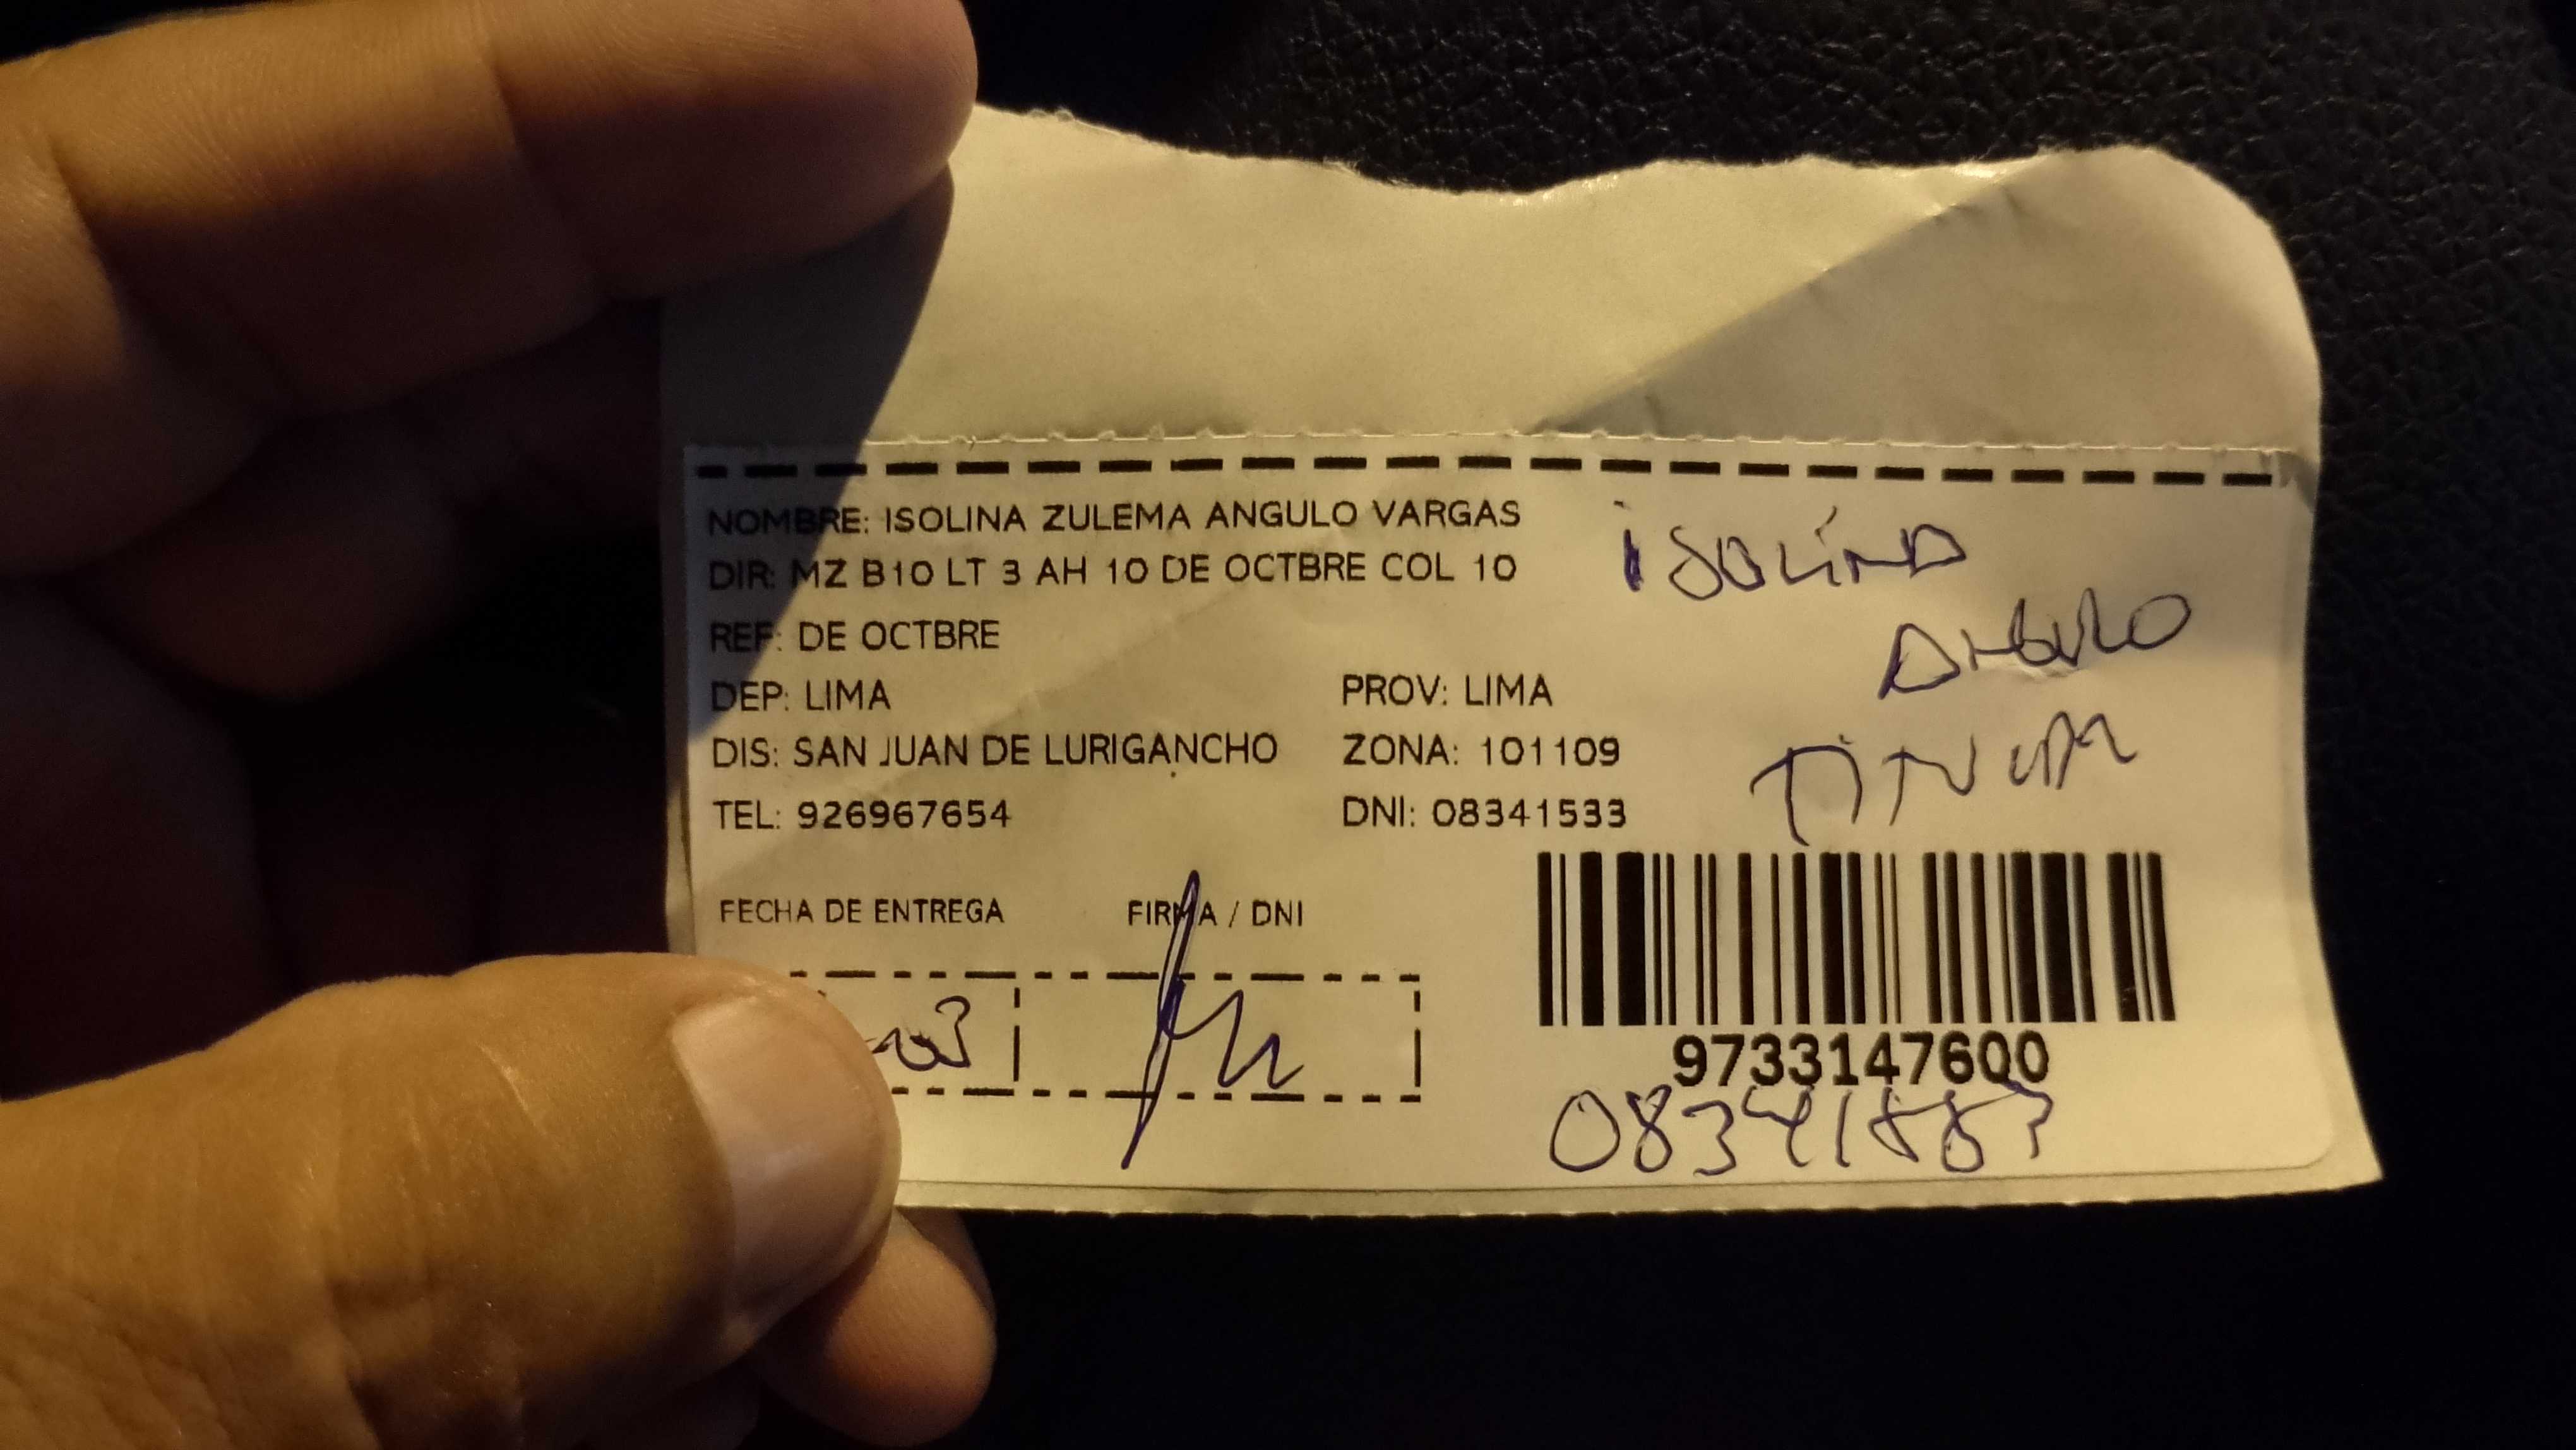 NOMBRE: ISOLINA ZULEMA ANGULO VARGAS
DIR: MZ B10 LT 3 AH 10 DE OCTBRE COL 10
REF: DE OCTBRE
DEP: LIMA PROV: LIMA
DIS: SAN JUAN DE LURIGANCHO ZONA: 101109
TEL: 926967654 DNI: 08341533
FECHA DE ENTREGA FIRMA / DNI
ISOLINA
ANGULO
9733147600